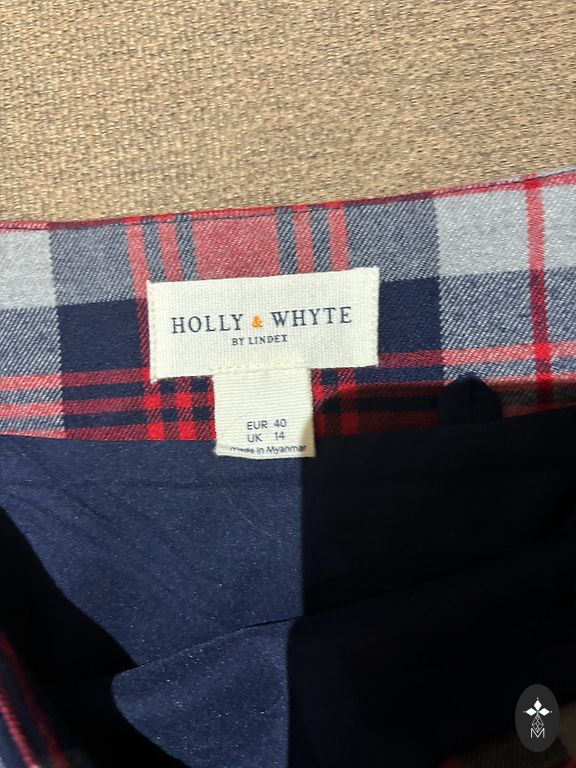 HOLLY & WHYTE
BY LINDEX
EUR 40
UK 14
Made in Myanmar